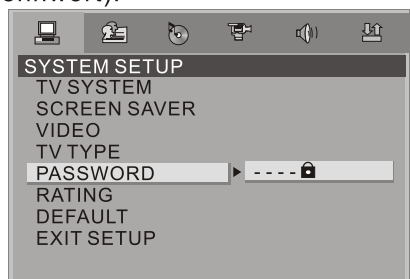 SYSTEM SETUP
TV SYSTEM
SCREEN SAVER
VIDEO
TV TYPE
PASSWORD - - - -
RATING
DEFAULT
EXIT SETUP